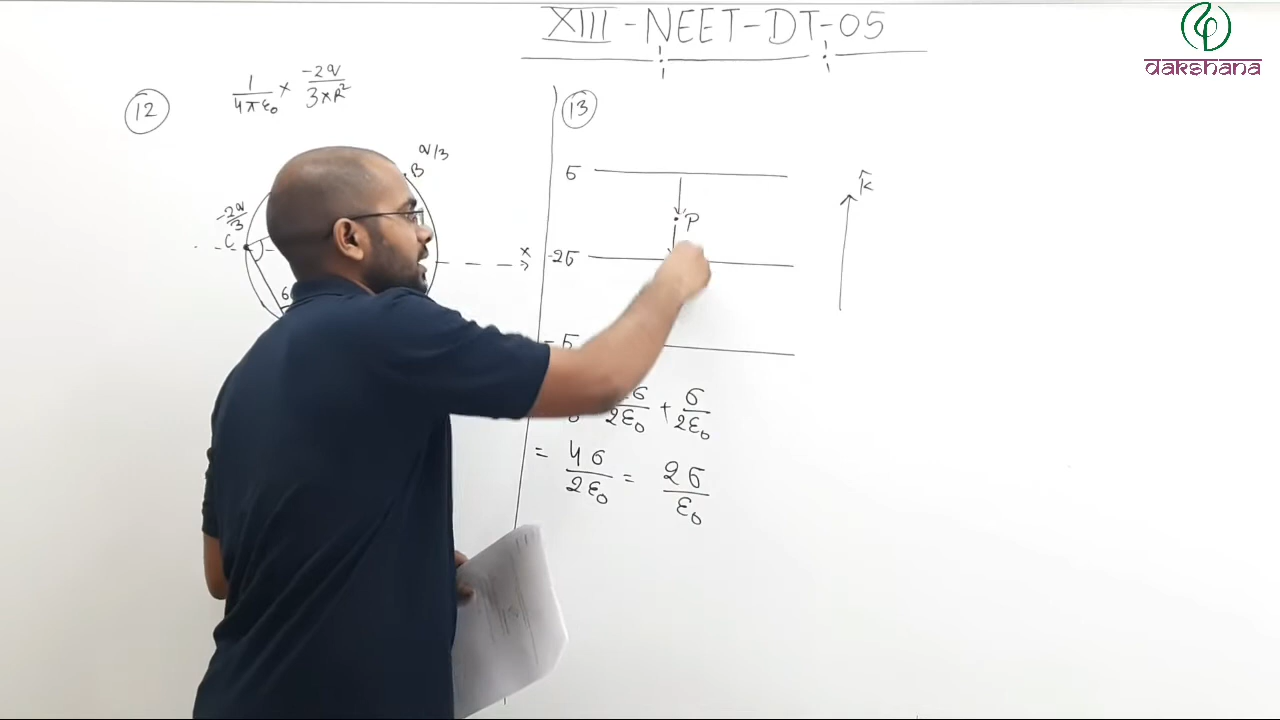 XIII - NEET - DT - 05
dakshana
12
1/4πε₀ × -2q/3×R²
q/3
B
-2q/3
C
6
x
13
σ
k̂
P
-2σ
- σ
σ/2ε₀ + σ/2ε₀
= 4σ/2ε₀ = 2σ/ε₀